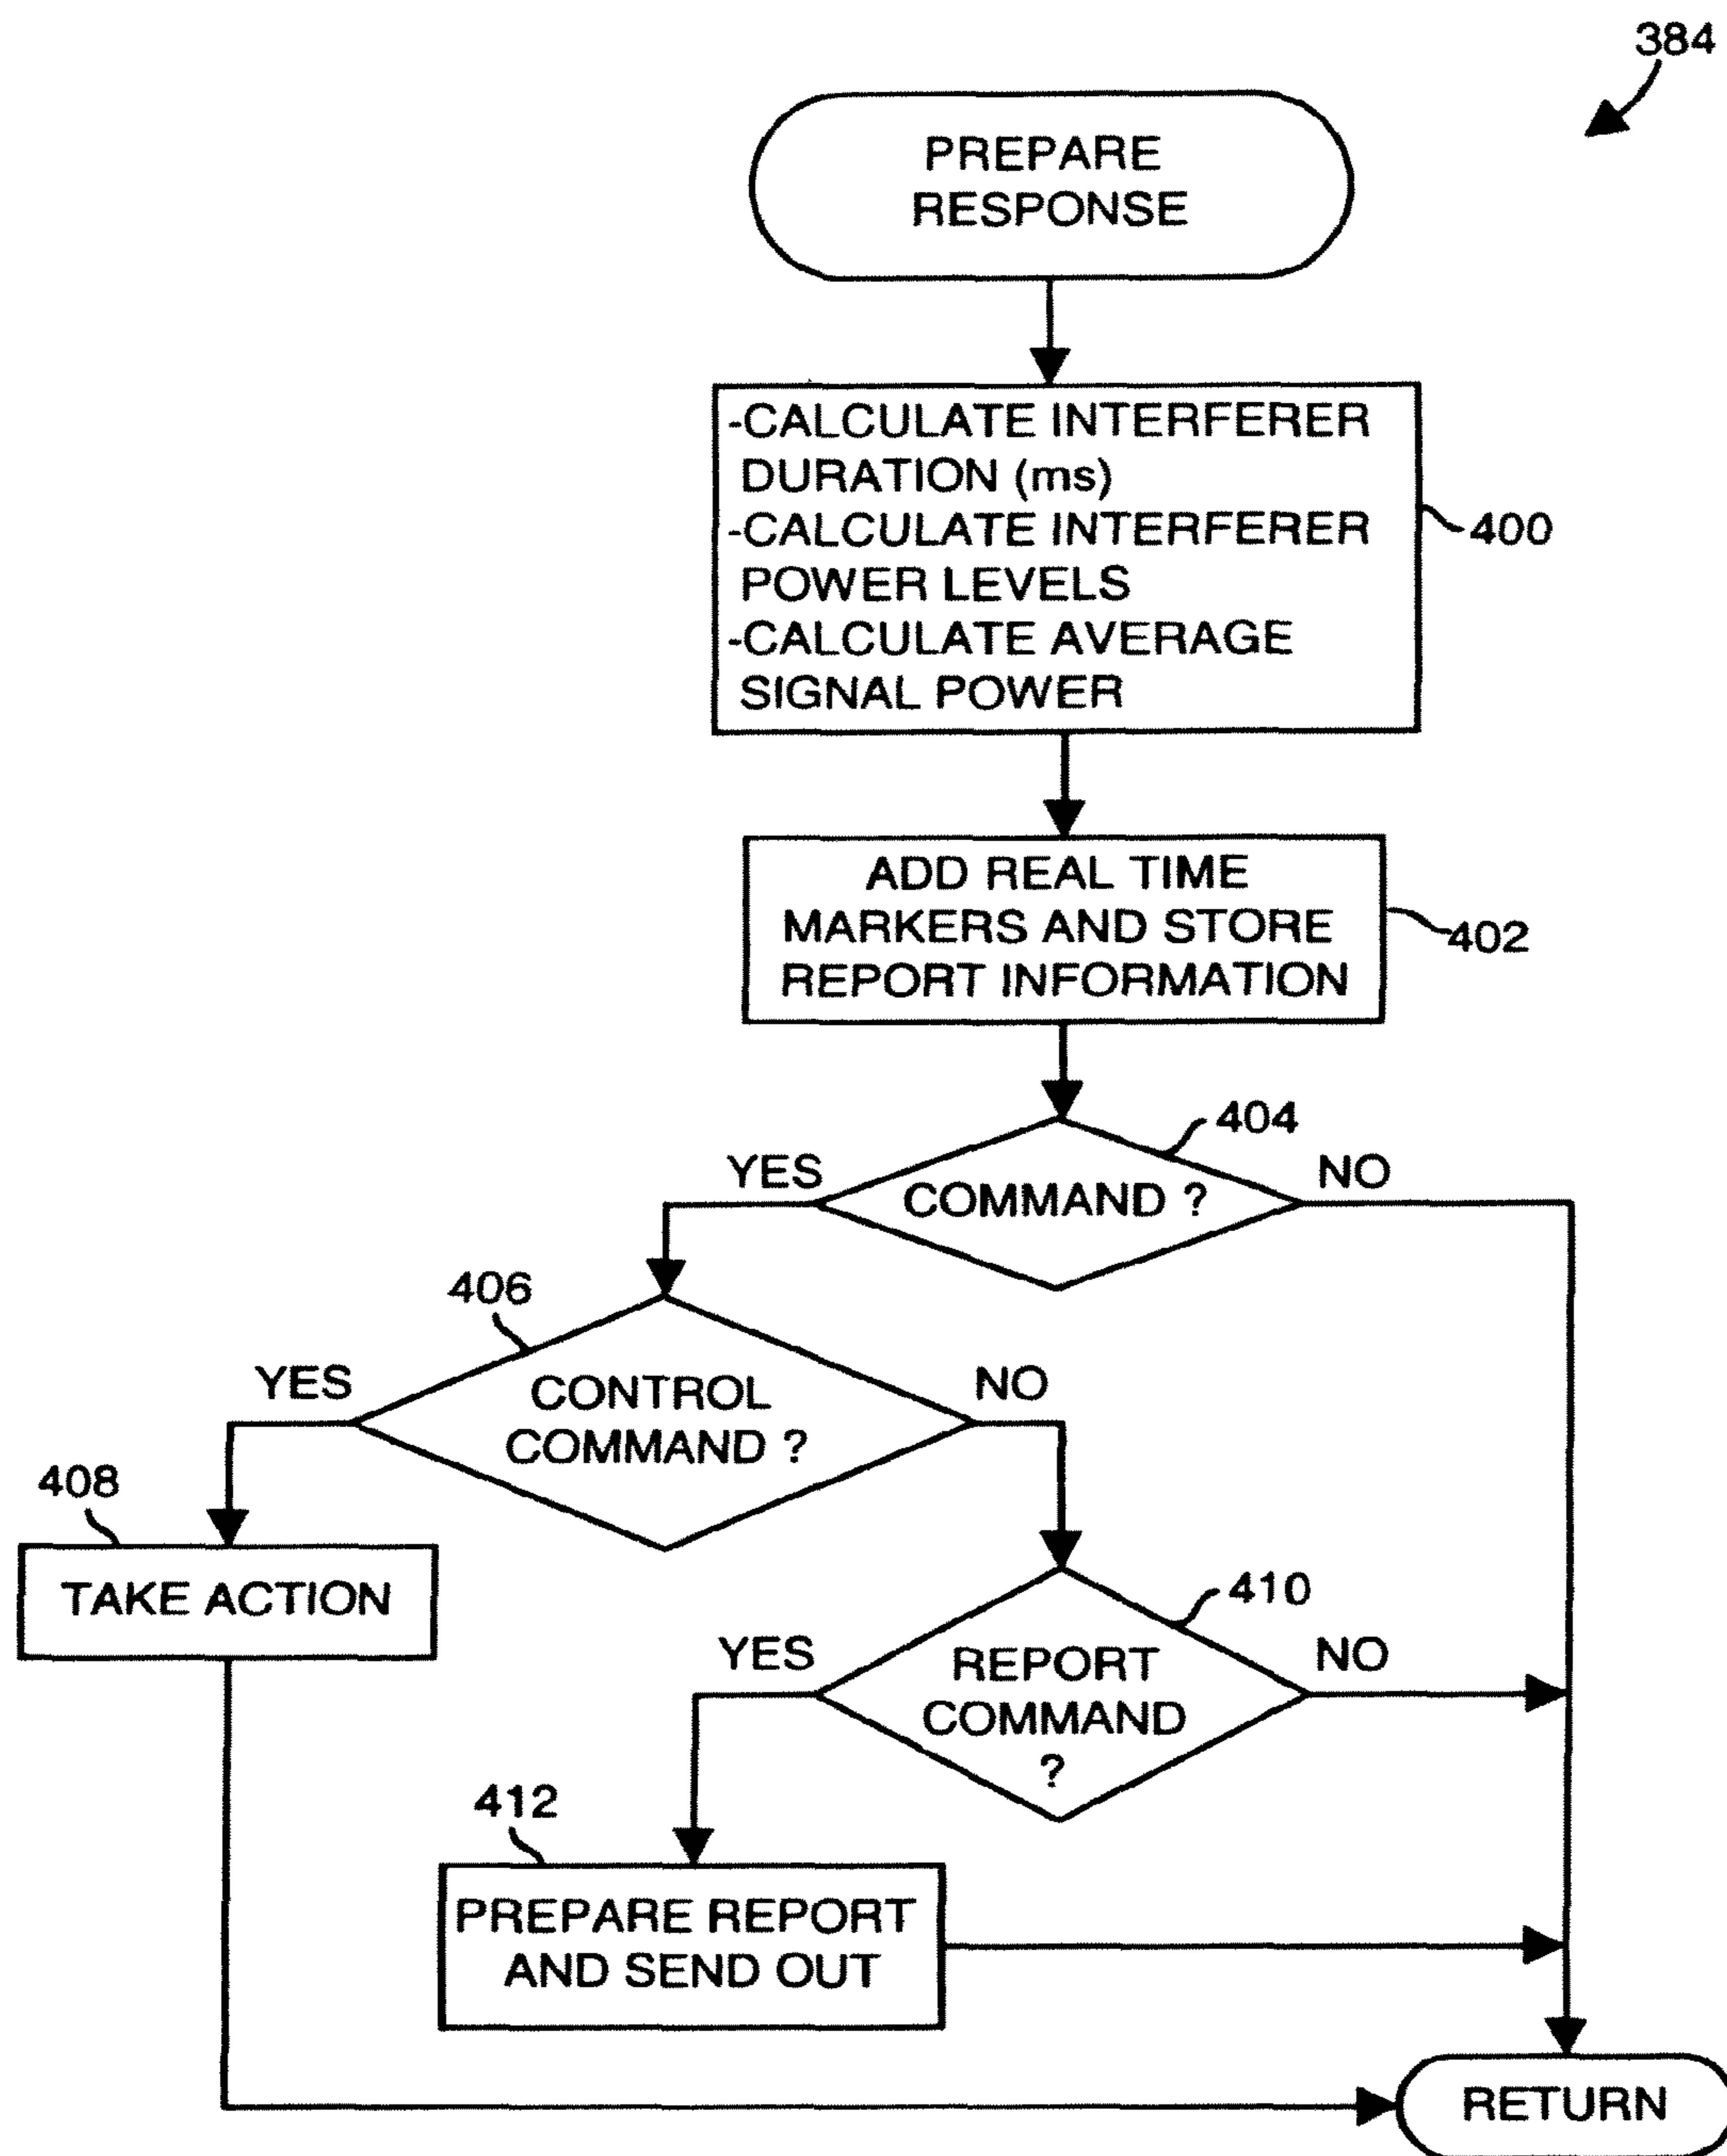 384
PREPARE
RESPONSE
-CALCULATE INTERFERER
DURATION (ms)
-CALCULATE INTERFERER
POWER LEVELS
-CALCULATE AVERAGE
SIGNAL POWER
400
ADD REAL TIME
MARKERS AND STORE
REPORT INFORMATION
402
404
YES
COMMAND ?
NO
406
YES
CONTROL
COMMAND ?
NO
408
TAKE ACTION
410
YES
REPORT
COMMAND
?
NO
412
PREPARE REPORT
AND SEND OUT
RETURN